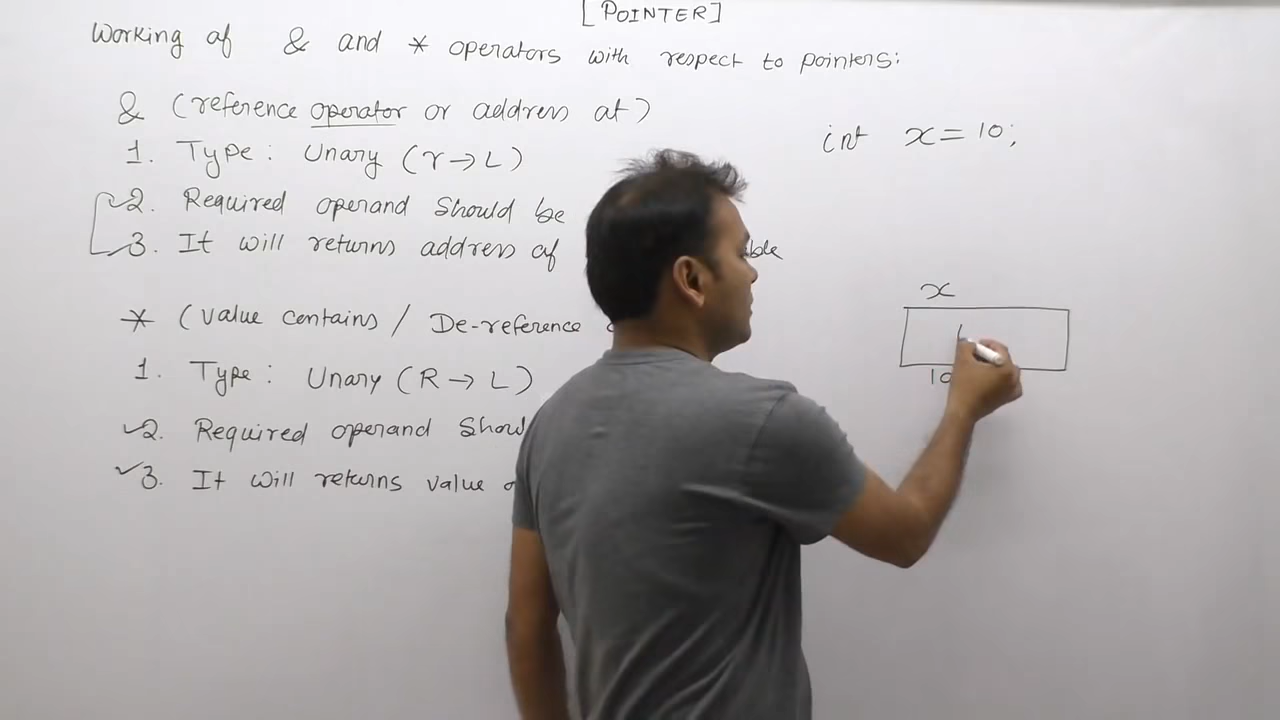 [POINTER]
Working of & and * operators with respect to pointers:
& (reference operator or address at)
1. Type: Unary (r→L)
2. Required operand Should be
3. It will returns address of
* (value contains / De-reference
1. Type: Unary (R→L)
2. Required operand
3. It will returns value
int x=10;
x
10